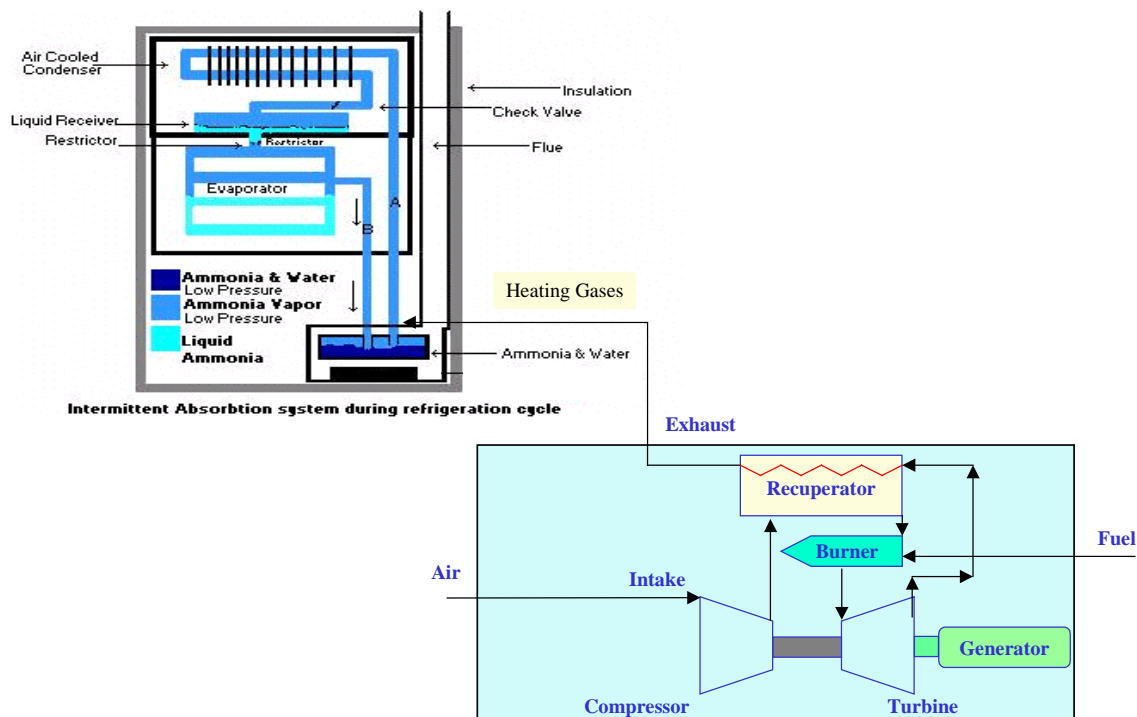 Air Cooled
Condenser
Insulation
Check Valve
Liquid Receiver
Restrictor
Restrictor
Flue
Evaporator
A
B
Ammonia & Water
Low Pressure
Ammonia Vapor
Low Pressure
Liquid
Ammonia
Heating Gases
Ammonia & Water
Intermittent Absorbtion system during refrigeration cycle
Exhaust
Recuperator
Burner
Fuel
Air
Intake
Generator
Compressor
Turbine